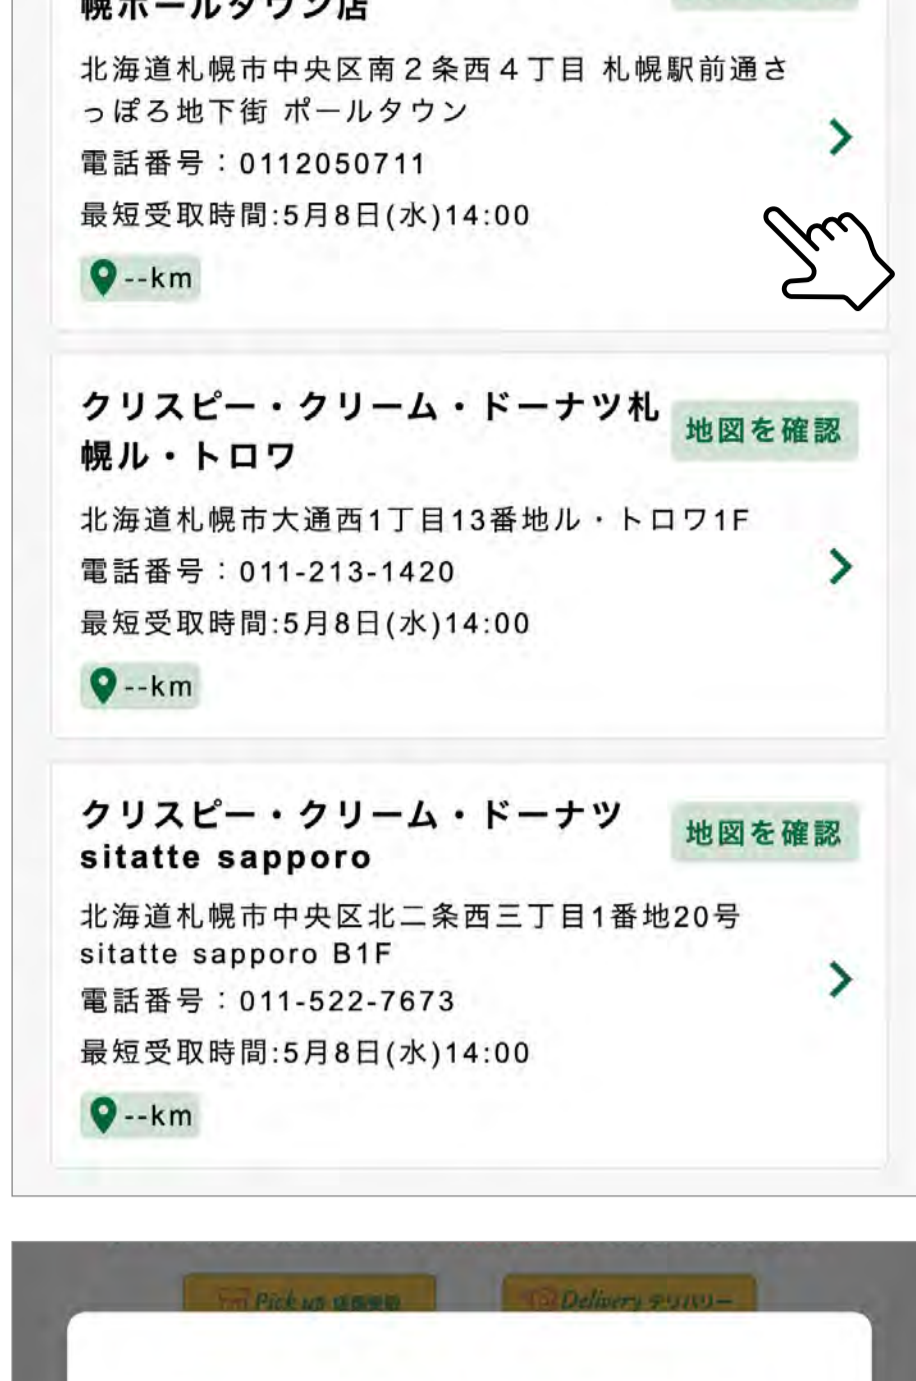 幌ポールタウン店
北海道札幌市中央区南２条西４丁目 札幌駅前通さ
っぽろ地下街 ポールタウン
電話番号：0112050711
最短受取時間:5月8日(水)14:00
--km
クリスピー・クリーム・ドーナツ札
幌ル・トロワ
地図を確認
北海道札幌市大通西1丁目13番地ル・トロワ1F
電話番号：011-213-1420
最短受取時間:5月8日(水)14:00
--km
クリスピー・クリーム・ドーナツ
sitatte sapporo
地図を確認
北海道札幌市中央区北二条西三丁目1番地20号
sitatte sapporo B1F
電話番号：011-522-7673
最短受取時間:5月8日(水)14:00
--km
Pick up 店頭受取
Delivery デリバリー